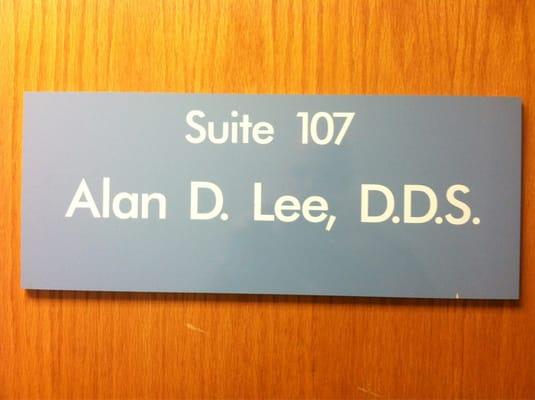 Suite 107
Alan D. Lee, D.D.S.